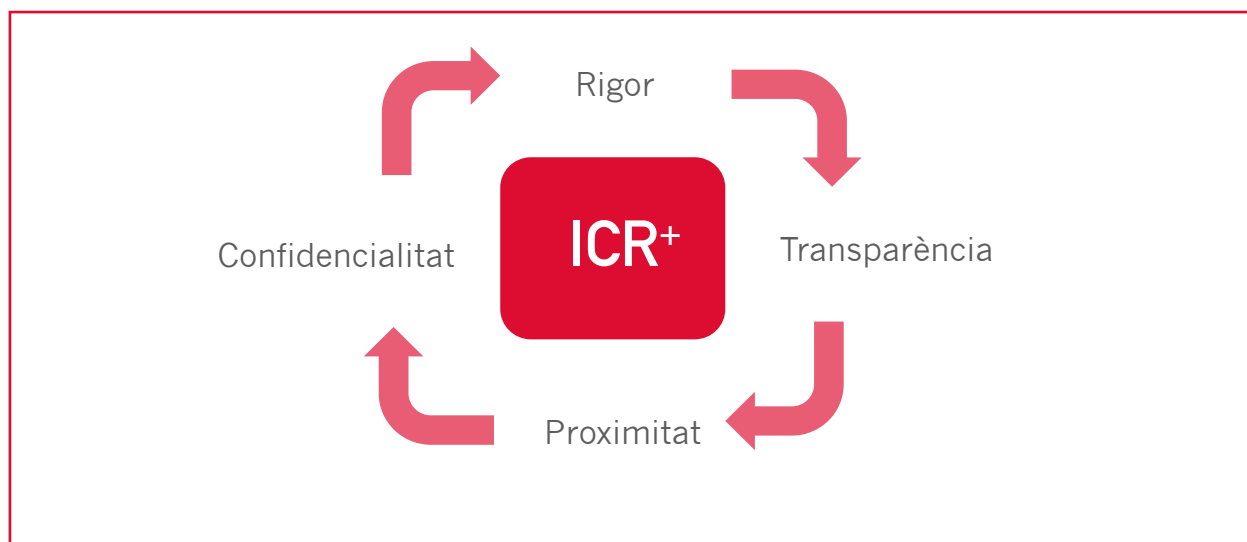 Rigor
ICR⁺
Transparència
Confidencialitat
Proximitat